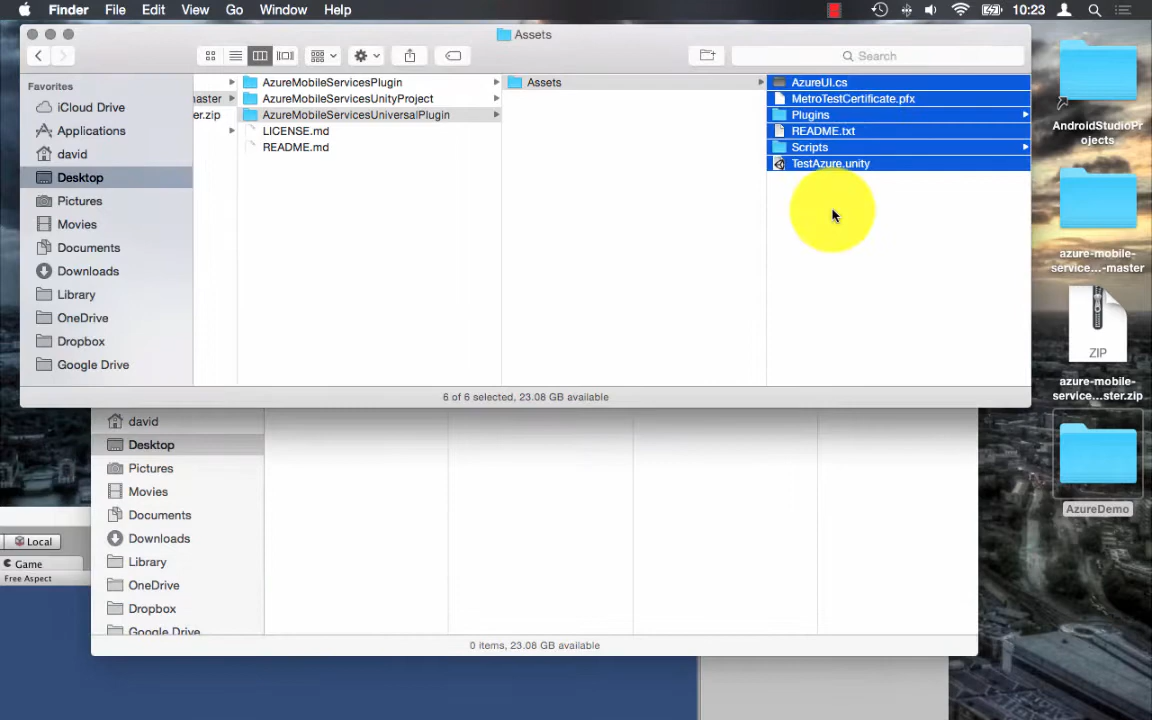 Finder File Edit View Go Window Help 10:23
Assets
Search
Favorites
iCloud Drive
Applications
david
Desktop
Pictures
Movies
Documents
Downloads
Library
OneDrive
Dropbox
Google Drive
aster
er.zip
AzureMobileServicesPlugin
AzureMobileServicesUnityProject
AzureMobileServicesUniversalPlugin
LICENSE.md
README.md
Assets
AzureUI.cs
MetroTestCertificate.pfx
Plugins
README.txt
Scripts
TestAzure.unity
6 of 6 selected, 23.08 GB available
david
Desktop
Pictures
Movies
Documents
Downloads
Library
OneDrive
Dropbox
Google Drive
0 items, 23.08 GB available
Local
Game
Free Aspect
AndroidStudioPr
ojects
azure-mobile-
service...-master
ZIP
azure-mobile-
service...ster.zip
AzureDemo